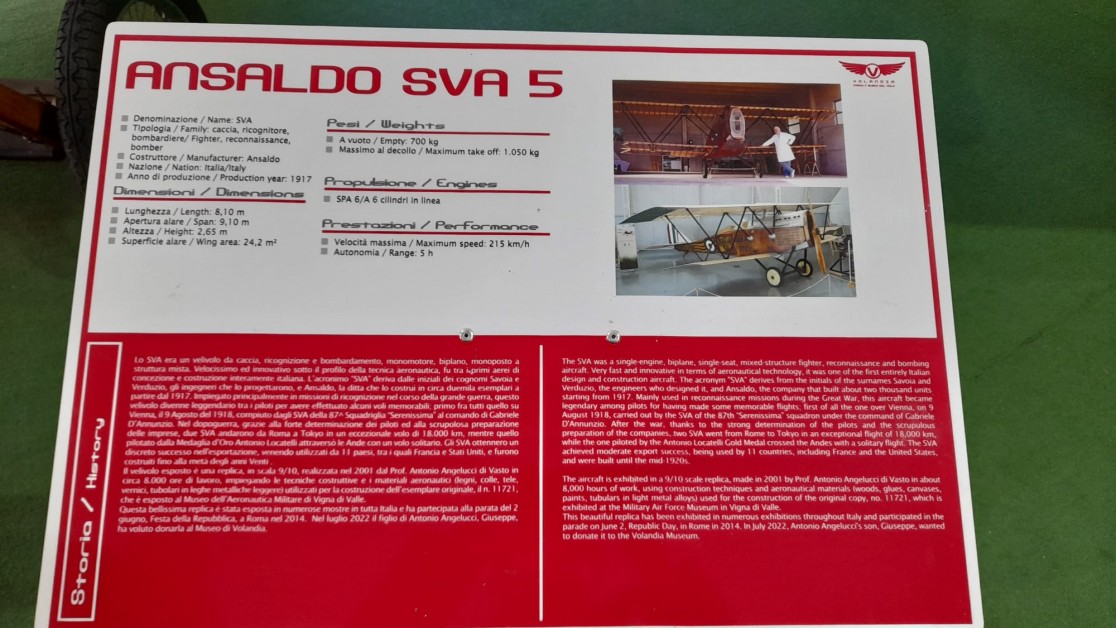 ANSALDO SVA 5
VOLANDIA
Denominazione / Name: SVA
Tipologia / Family: caccia, ricognitore,
bombardiere/ Fighter, reconnaissance,
bomber
Costruttore / Manufacturer: Ansaldo
Nazione / Nation: Italia/Italy
Anno di produzione / Production year: 1917
Dimensioni / Dimensions
Lunghezza / Length: 8,10 m
Apertura alare / Span: 9,10 m
Altezza / Height: 2,65 m
Superficie alare / Wing area: 24,2 m²
Pesi / Weights
A vuoto / Empty: 700 kg
Massimo al decollo / Maximum take off: 1.050 kg
Propulsione / Engines
SPA 6/A 6 cilindri in linea
Prestazioni / Performance
Velocità massima / Maximum speed: 215 km/h
Autonomia / Range: 5 h
Storia / History
Lo SVA era un velivolo da caccia, ricognizione e bombardamento, monomotore, biplano, monoposto a
struttura mista. Velocissimo ed innovativo sotto il profilo della tecnica aeronautica, fu tra i primi aerei di
concezione e costruzione interamente italiana. L'acronimo "SVA" deriva dalle iniziali dei cognomi Savoia e
Verduzio, gli ingegneri che lo progettarono, e Ansaldo, la ditta che lo costruì in circa duemila esemplari a
partire dal 1917. Impiegato principalmente in missioni di ricognizione nel corso della grande guerra, questo
velivolo divenne leggendario tra i piloti per avere effettuato alcuni voli memorabili, primo fra tutti quello su
Vienna, il 9 Agosto del 1918, compiuto dagli SVA della 87ª Squadriglia "Serenissima" al comando di Gabriele
D'Annunzio. Nel dopoguerra, grazie alla forte determinazione dei piloti ed alla scrupolosa preparazione
delle imprese, due SVA andarono da Roma a Tokyo in un eccezionale volo di 18.000 km, mentre quello
pilotato dalla Medaglia d'Oro Antonio Locatelli attraversò le Ande con un volo solitario. Gli SVA ottennero un
discreto successo nell'esportazione, venendo utilizzati da 11 paesi, tra i quali Francia e Stati Uniti, e furono
costruiti fino alla metà degli anni Venti .
Il velivolo esposto è una replica, in scala 9/10, realizzata nel 2001 dal Prof. Antonio Angelucci di Vasto in
circa 8.000 ore di lavoro, impiegando le tecniche costruttive e i materiali aeronautici (legni, colle, tele,
vernici, tubolari in leghe metalliche leggere) utilizzati per la costruzione dell'esemplare originale, il n. 11721,
che è esposto al Museo dell'Aeronautica Militare di Vigna di Valle.
Questa bellissima replica è stata esposta in numerose mostre in tutta Italia e ha partecipato alla parata del 2
giugno, Festa della Repubblica, a Roma nel 2014. Nel luglio 2022 il figlio di Antonio Angelucci, Giuseppe,
ha voluto donarla al Museo di Volandia.
The SVA was a single-engine, biplane, single-seat, mixed-structure fighter, reconnaissance and bombing
aircraft. Very fast and innovative in terms of aeronautical technology, it was one of the first entirely Italian
design and construction aircraft. The acronym "SVA" derives from the initials of the surnames Savoia and
Verduzio, the engineers who designed it, and Ansaldo, the company that built about two thousand units
starting from 1917. Mainly used in reconnaissance missions during the Great War, this aircraft became
legendary among pilots for having made some memorable flights, first of all the one over Vienna, on 9
August 1918, carried out by the SVA of the 87th "Serenissima" squadron under the command of Gabriele
D'Annunzio. After the war, thanks to the strong determination of the pilots and the scrupulous
preparation of the companies, two SVA went from Rome to Tokyo in an exceptional flight of 18,000 km,
while the one piloted by the Antonio Locatelli Gold Medal crossed the Andes with a solitary flight. The SVA
achieved moderate export success, being used by 11 countries, including France and the United States,
and were built until the mid-1920s.
The aircraft is exhibited in a 9/10 scale replica, made in 2001 by Prof. Antonio Angelucci di Vasto in about
8,000 hours of work, using construction techniques and aeronautical materials (woods, glues, canvases,
paints, tubulars in light metal alloys) used for the construction of the original copy, no. 11721, which is
exhibited at the Military Air Force Museum in Vigna di Valle.
This beautiful replica has been exhibited in numerous exhibitions throughout Italy and participated in the
parade on June 2, Republic Day, in Rome in 2014. In July 2022, Antonio Angelucci's son, Giuseppe, wanted
to donate it to the Volandia Museum.